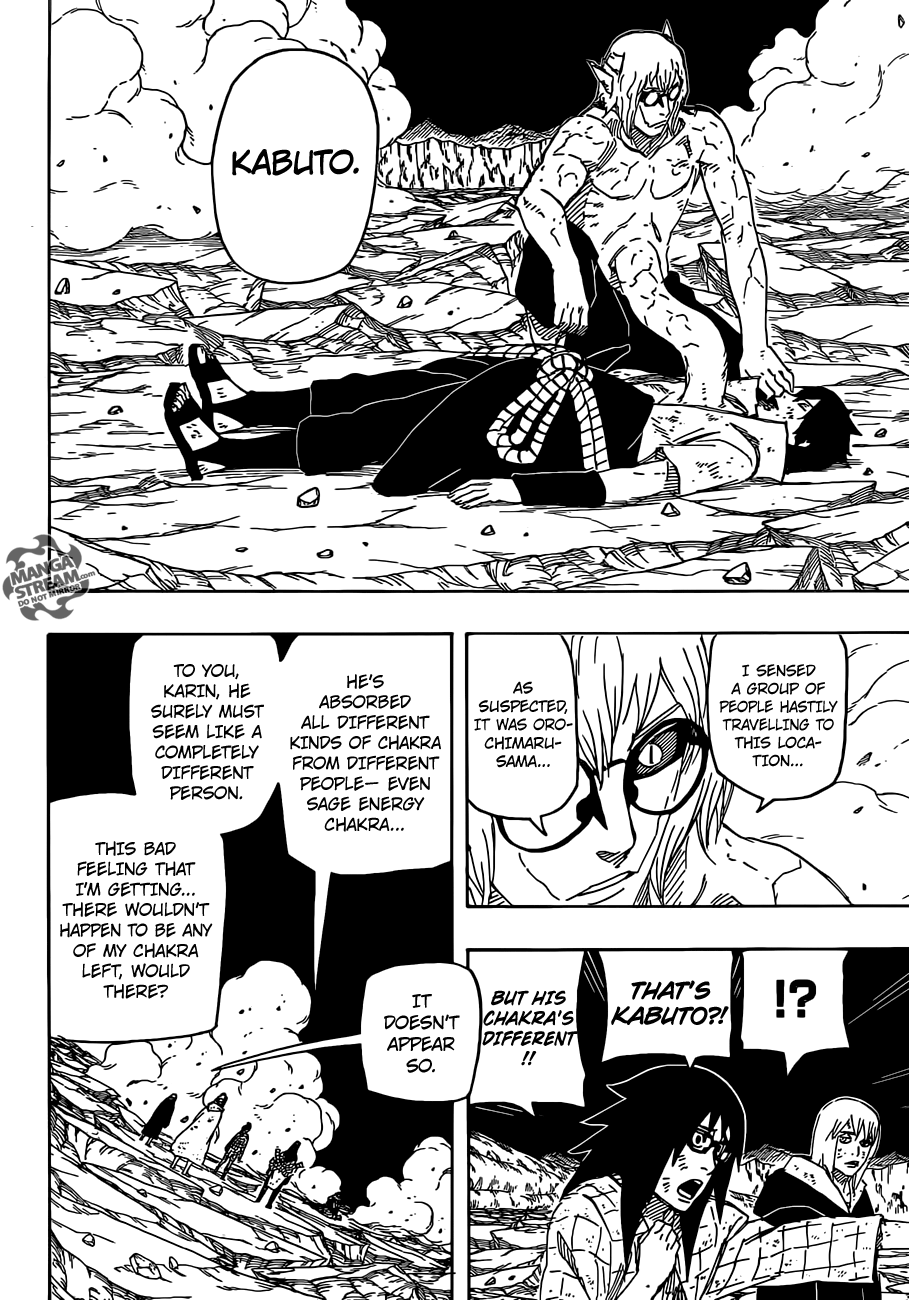 KABUTO.
MANGA
STREAM.com
DO NOT MIRROR
I SENSED
A GROUP OF
PEOPLE HASTILY
TRAVELLING TO
THIS LOCA-
TION...
AS
SUSPECTED,
IT WAS ORO-
CHIMARU-
SAMA...
!?
THAT'S
KABUTO?!
BUT HIS
CHAKRA'S
DIFFERENT
!!
HE'S
ABSORBED
ALL DIFFERENT
KINDS OF CHAKRA
FROM DIFFERENT
PEOPLE— EVEN
SAGE ENERGY
CHAKRA...
TO YOU,
KARIN, HE
SURELY MUST
SEEM LIKE A
COMPLETELY
DIFFERENT
PERSON.
THIS BAD
FEELING THAT
I'M GETTING...
THERE WOULDN'T
HAPPEN TO BE ANY
OF MY CHAKRA
LEFT, WOULD
THERE?
IT
DOESN'T
APPEAR
SO.